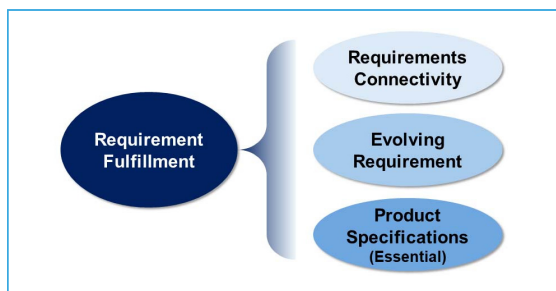 Requirement
Fulfillment
Requirements
Connectivity
Evolving
Requirement
Product
Specifications
(Essential)